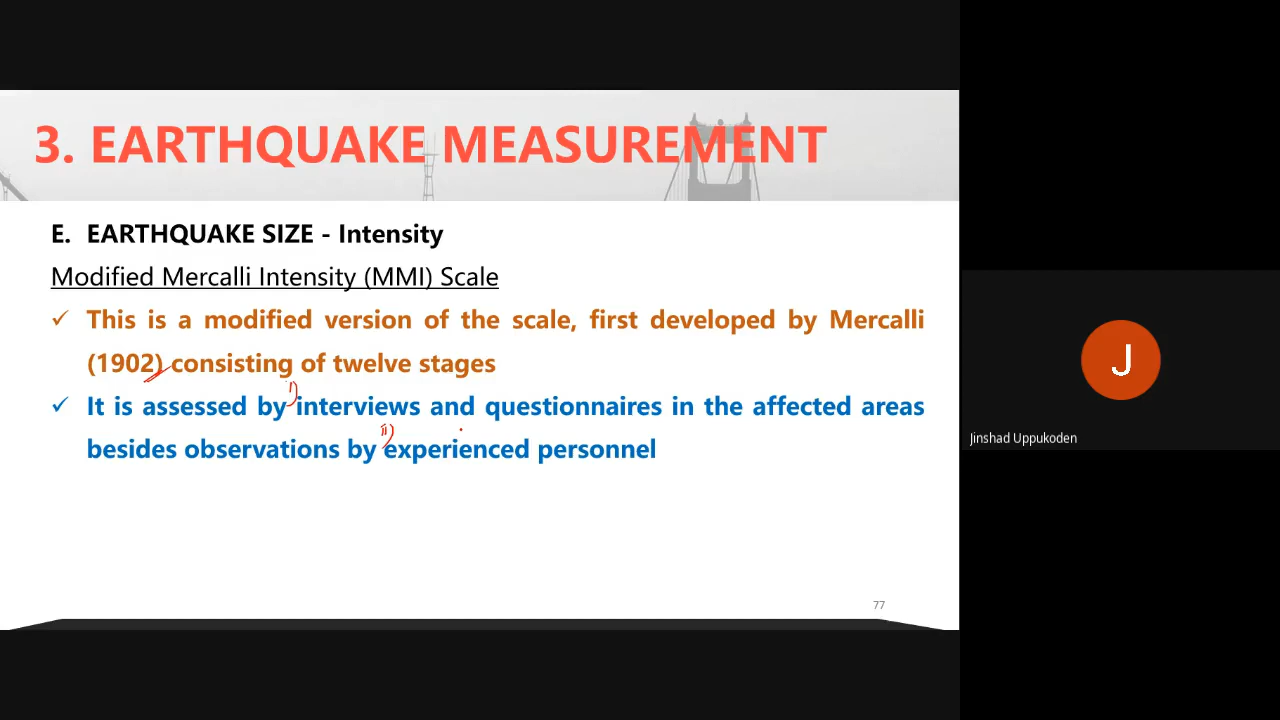 3. EARTHQUAKE MEASUREMENT
E. EARTHQUAKE SIZE - Intensity
Modified Mercalli Intensity (MMI) Scale
✓ This is a modified version of the scale, first developed by Mercalli
(1902) consisting of twelve stages
i)
✓ It is assessed by interviews and questionnaires in the affected areas
ii)
besides observations by experienced personnel
77
J
Jinshad Uppukoden